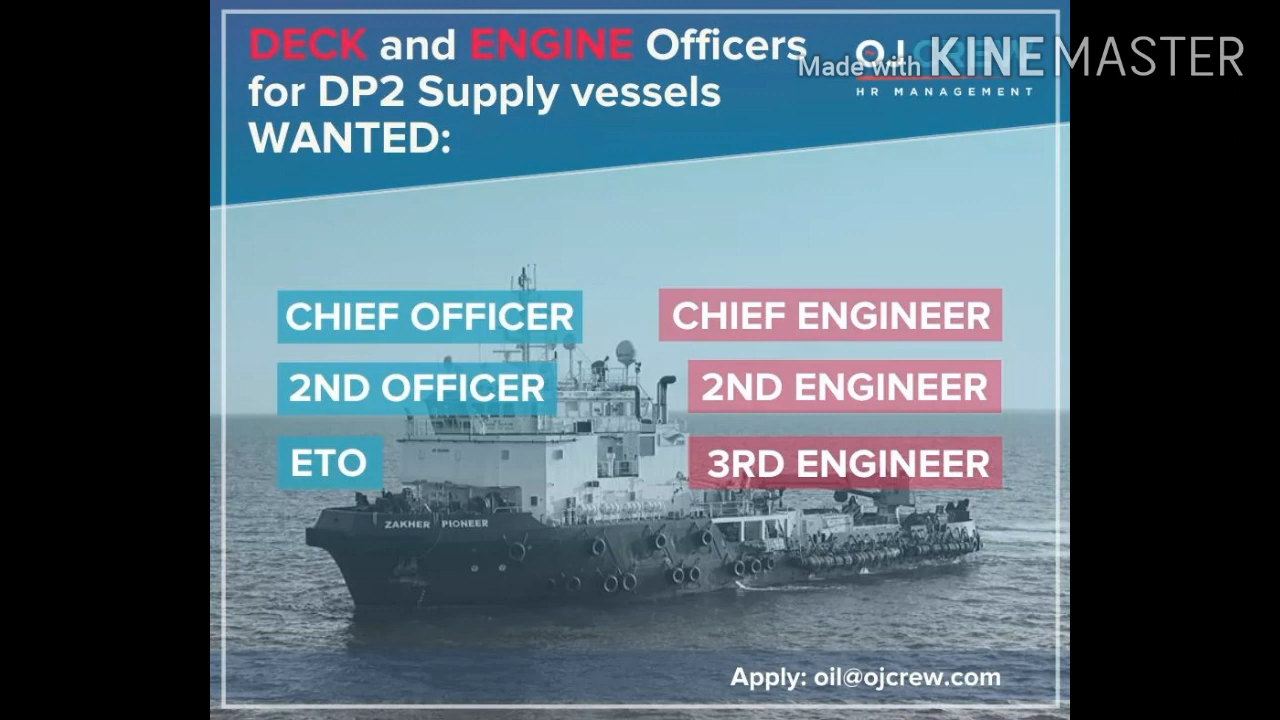 DECK and ENGINE Officers
for DP2 Supply vessels
WANTED:
Made with KINEMASTER
HR MANAGEMENT
CHIEF OFFICER
CHIEF ENGINEER
2ND OFFICER
2ND ENGINEER
ETO
3RD ENGINEER
ZAKHER PIONEER
Apply: oil@ojcrew.com